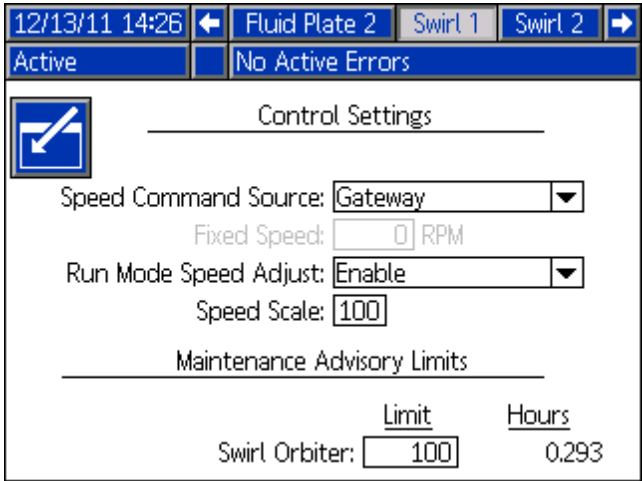 12/13/11 14:26 Fluid Plate 2 Swirl 1 Swirl 2
Active No Active Errors
Control Settings
Speed Command Source: Gateway
Fixed Speed: 0 RPM
Run Mode Speed Adjust: Enable
Speed Scale: 100
Maintenance Advisory Limits
Limit Hours
Swirl Orbiter: 100 0.293